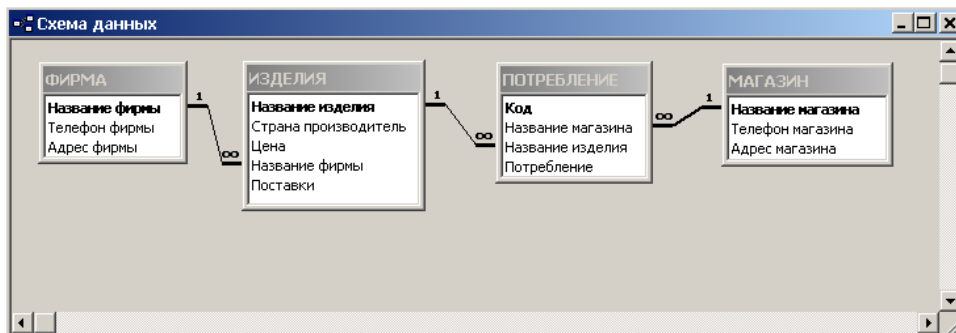 Схема данных
ФИРМА
Название фирмы
Телефон фирмы
Адрес фирмы
1
∞
ИЗДЕЛИЯ
Название изделия
Страна производитель
Цена
Название фирмы
Поставки
1
∞
ПОТРЕБЛЕНИЕ
Код
Название магазина
Название изделия
Потребление
∞
1
МАГАЗИН
Название магазина
Телефон магазина
Адрес магазина